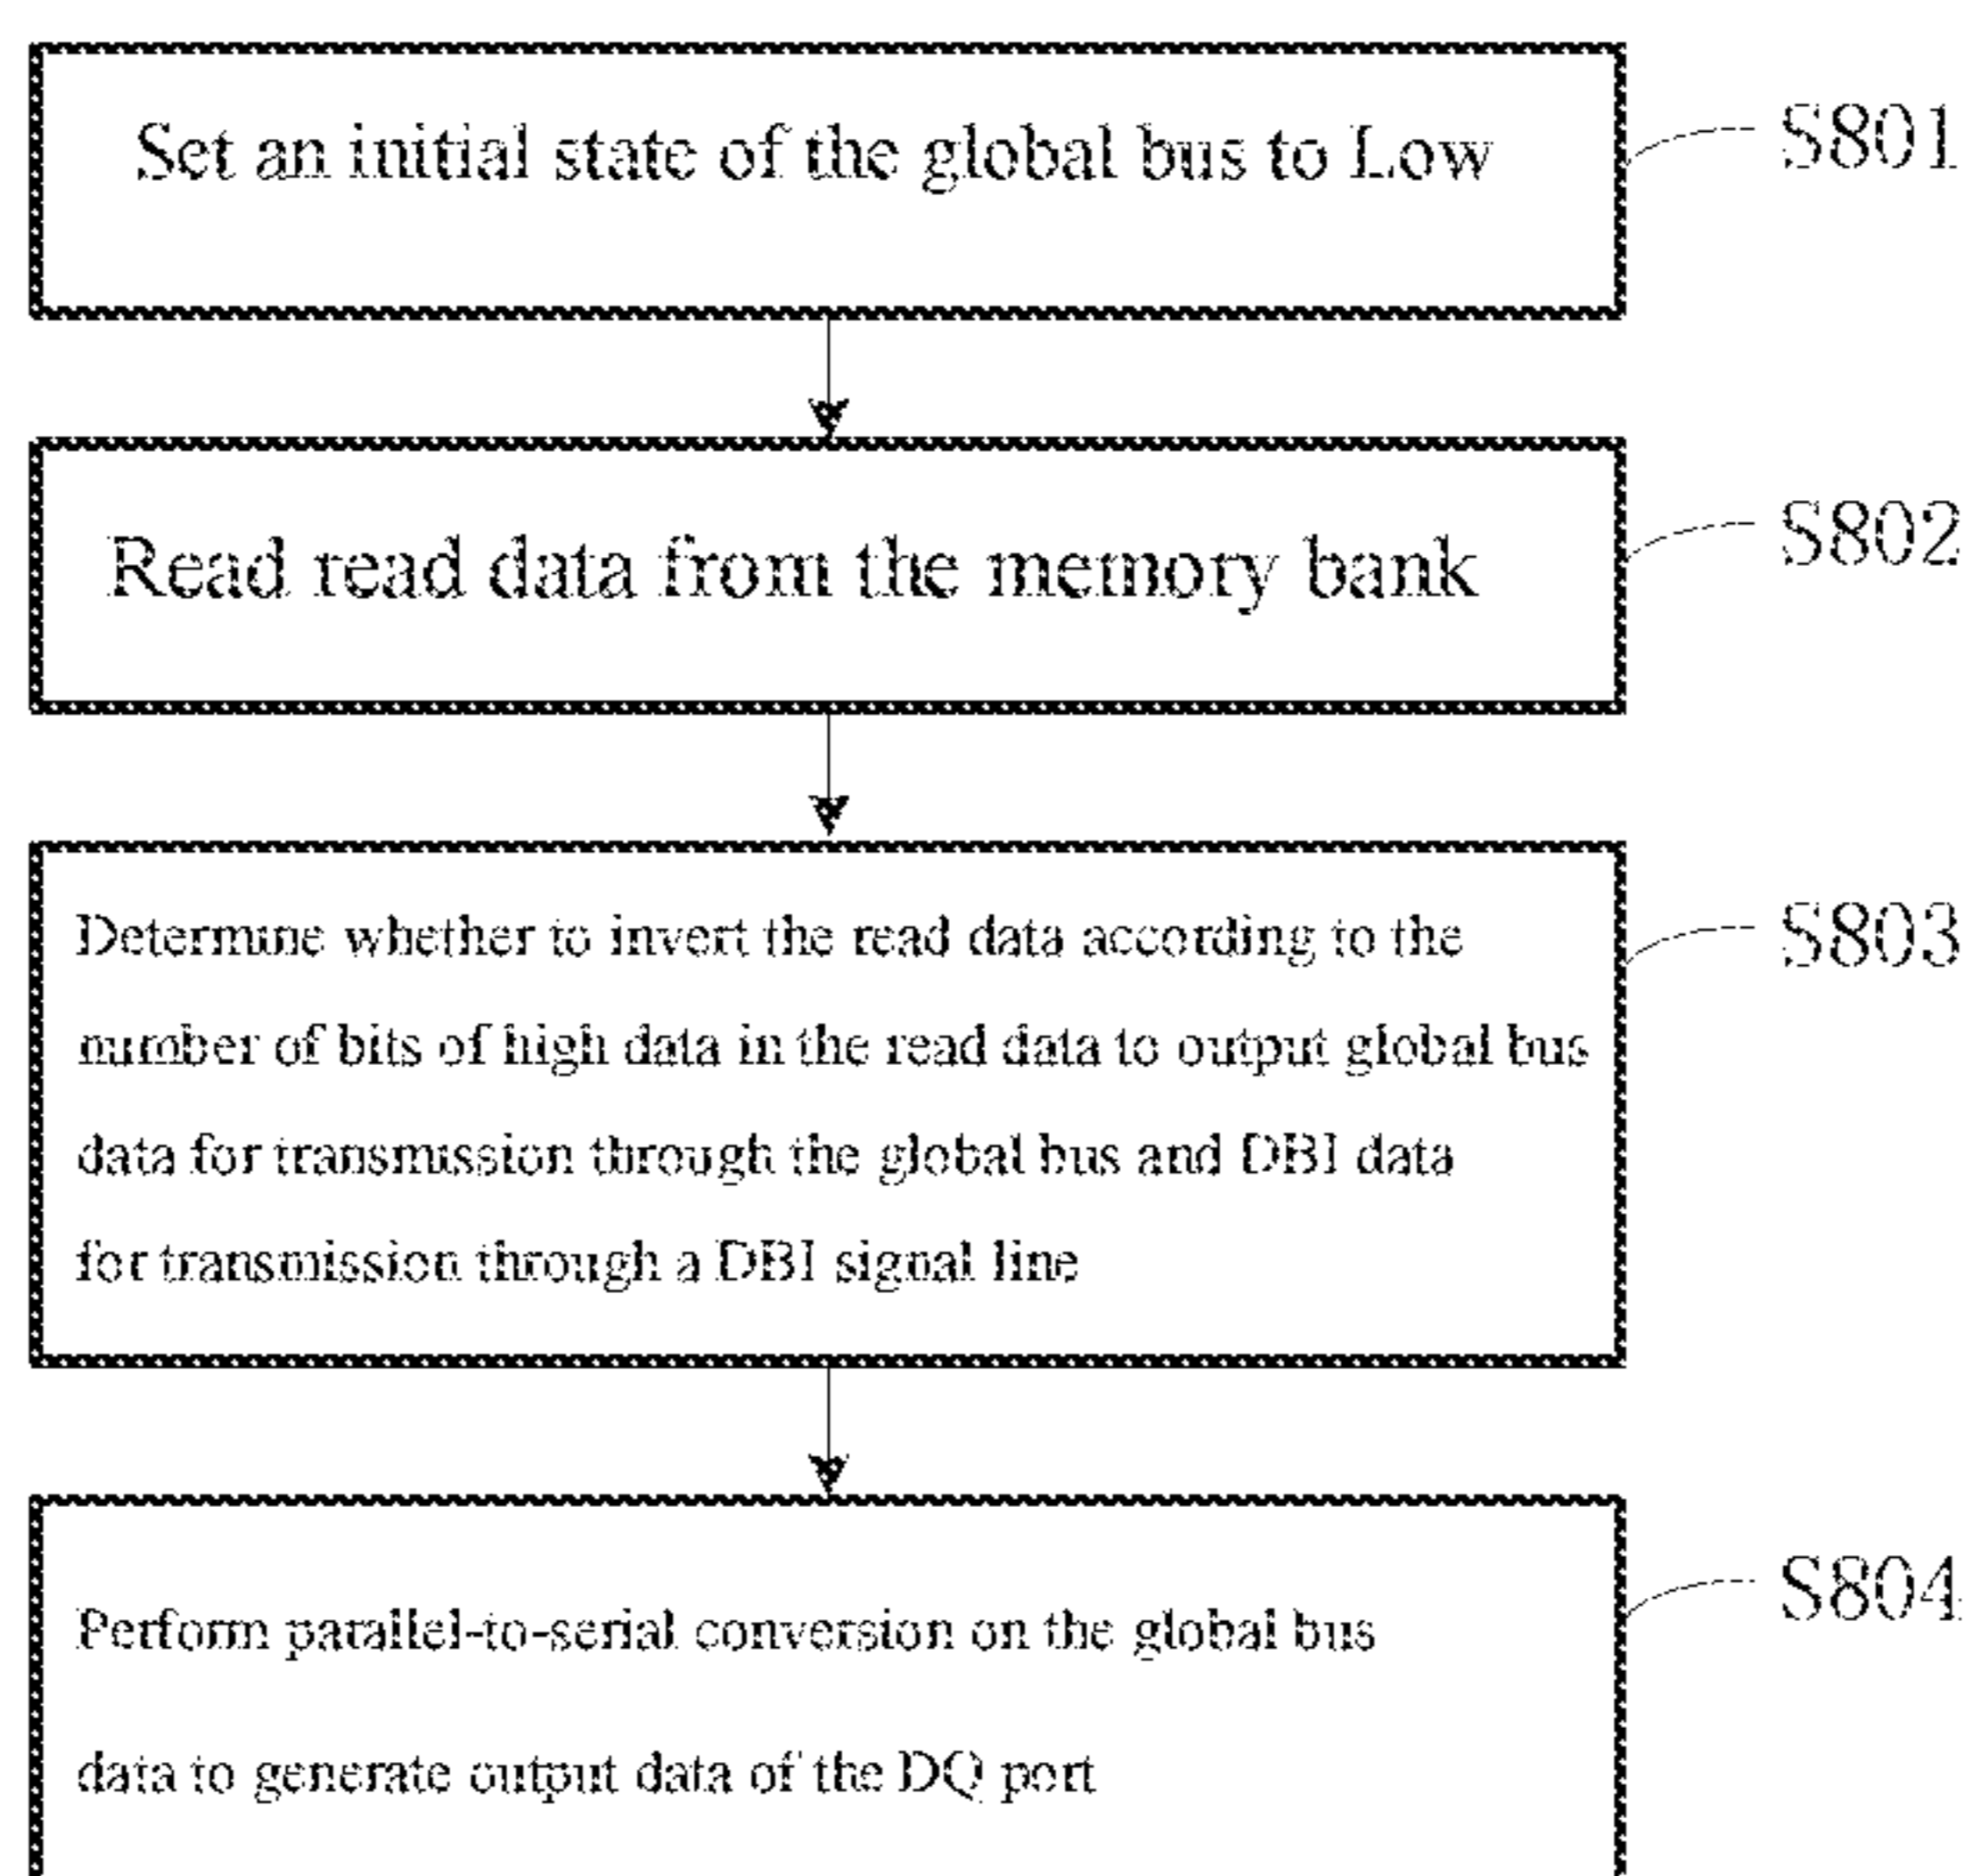 Set an initial state of the global bus to Low
S801
Read read data from the memory bank
S802
Determine whether to invert the read data according to the
number of bits of high data in the read data to output global bus
data for transmission through the global bus and DBI data
for transmission through a DBI signal line
S803
Perform parallel-to-serial conversion on the global bus
data to generate output data of the DQ port
S804